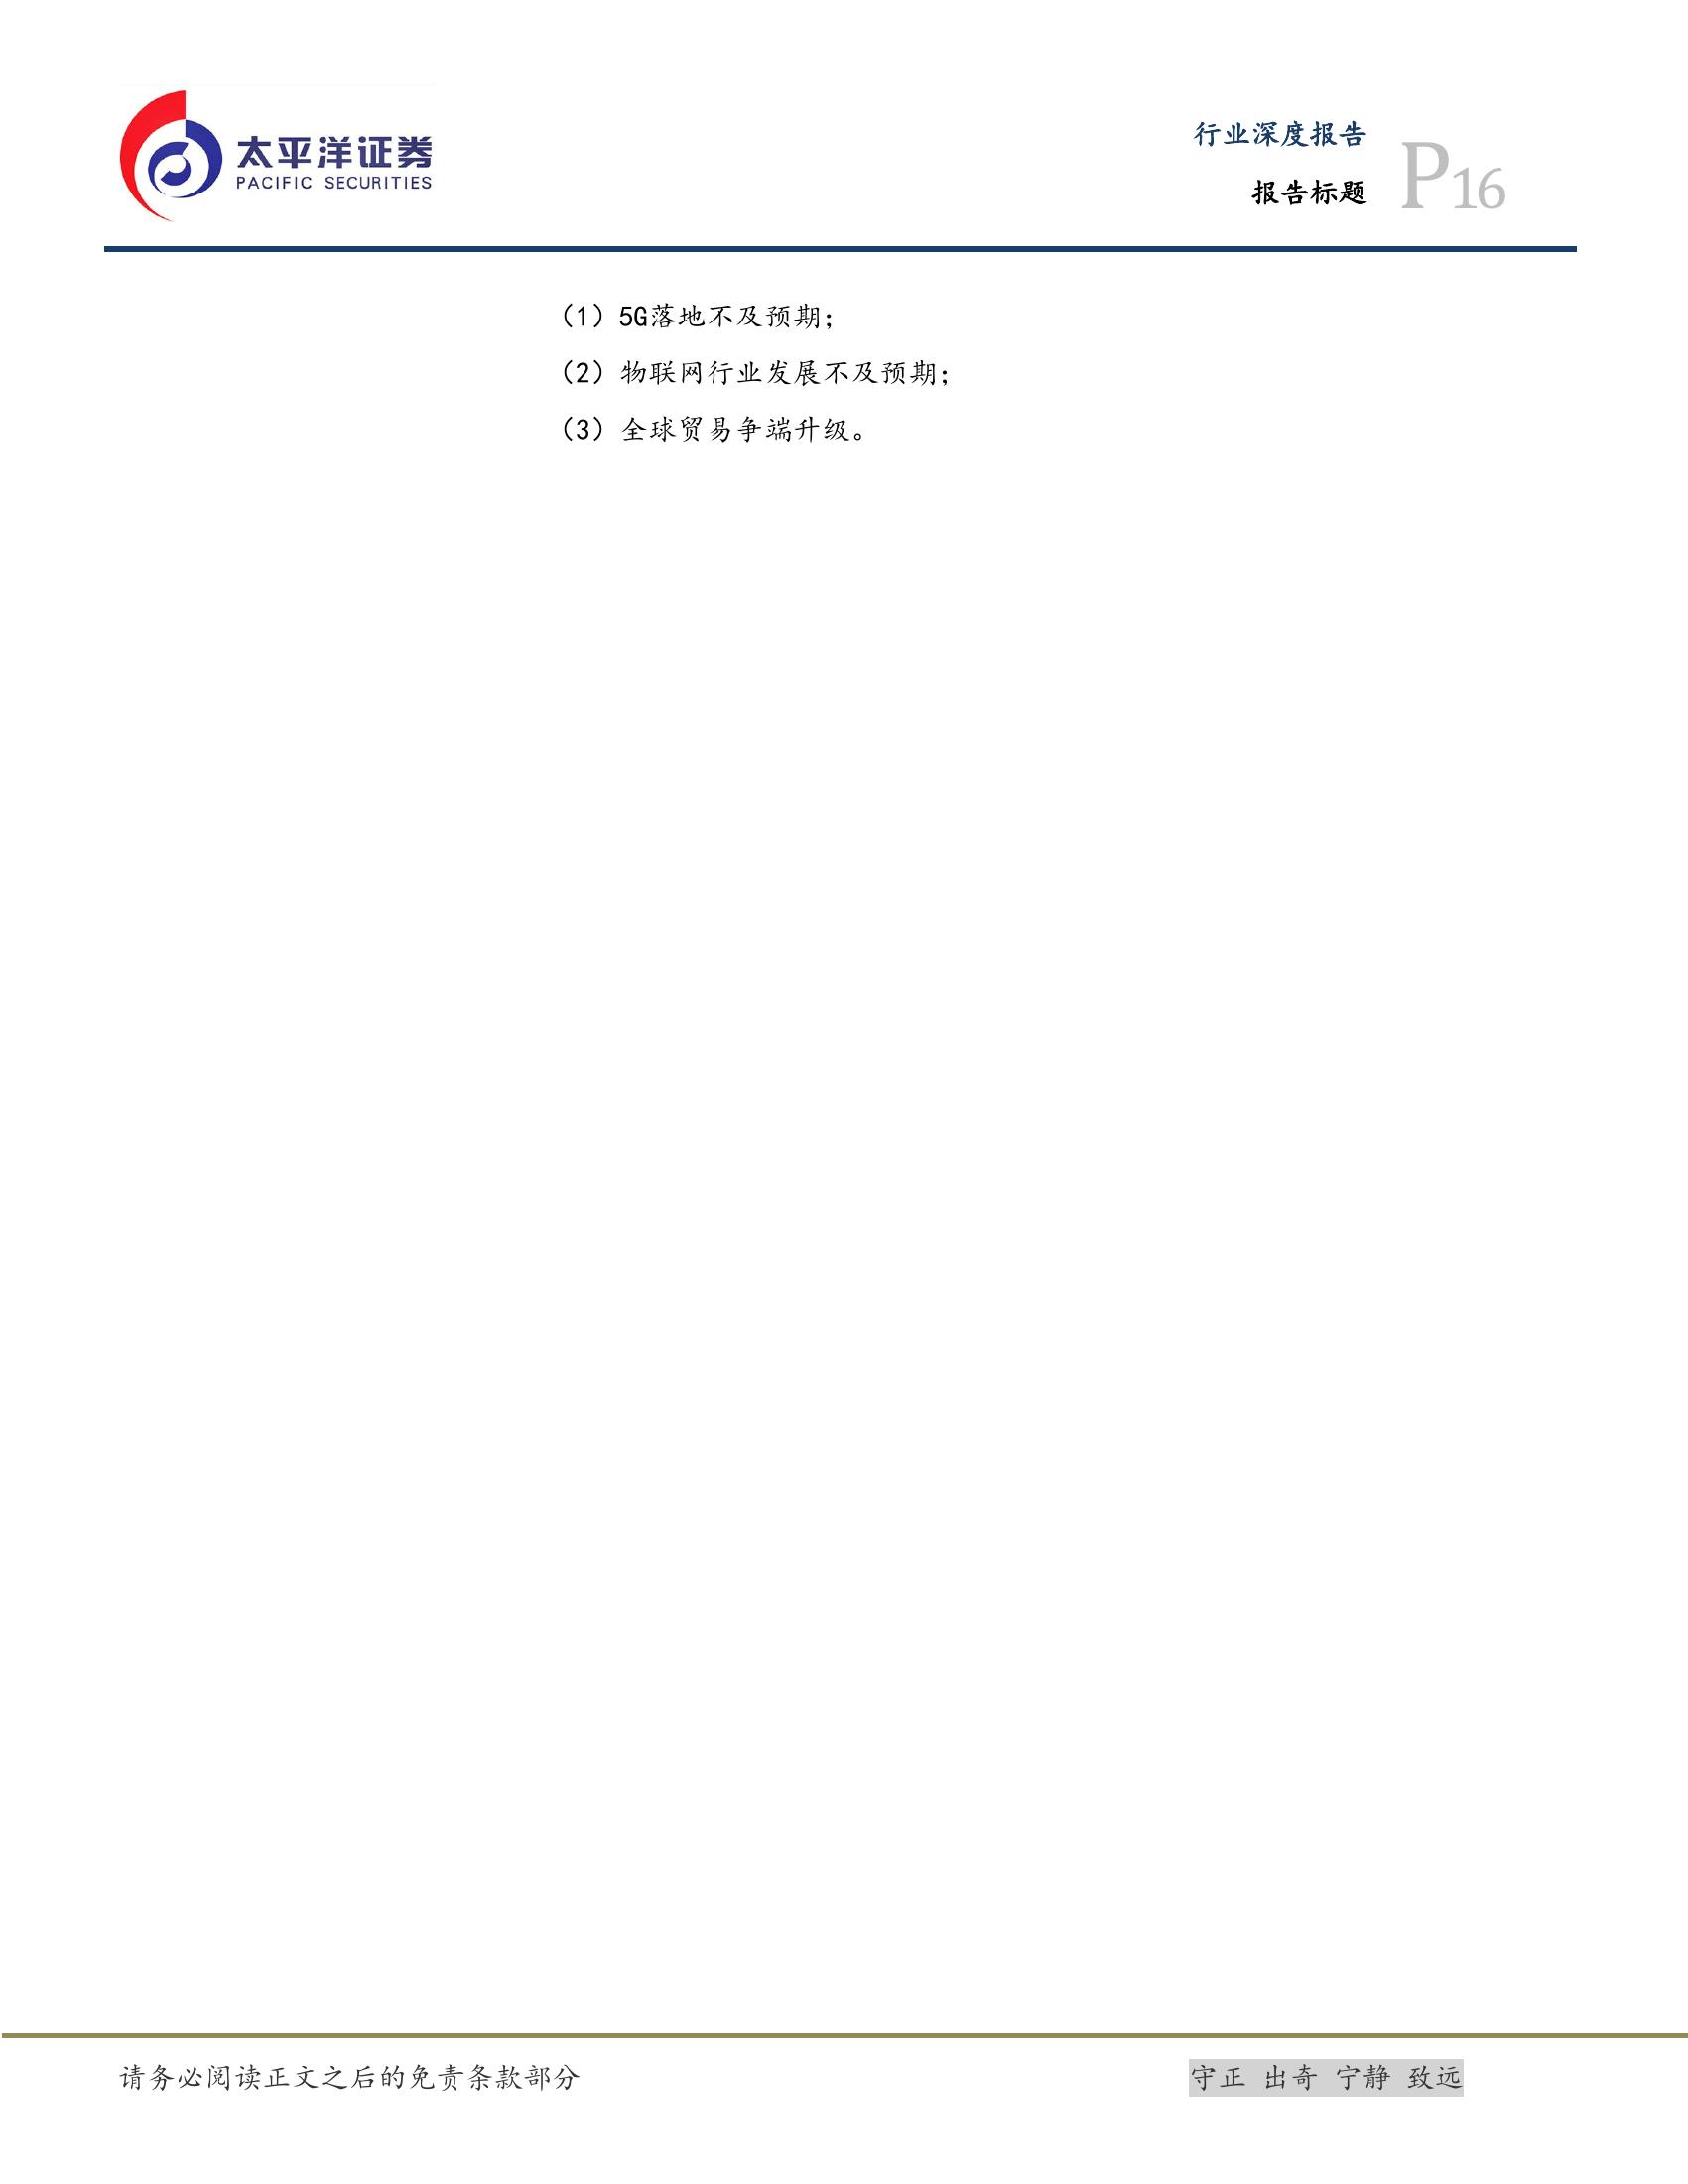 太平洋证券
PACIFIC SECURITIES
行业深度报告
报告标题
P16
（1）5G落地不及预期；
（2）物联网行业发展不及预期；
（3）全球贸易争端升级。
请务必阅读正文之后的免责条款部分
守正 出奇 宁静 致远